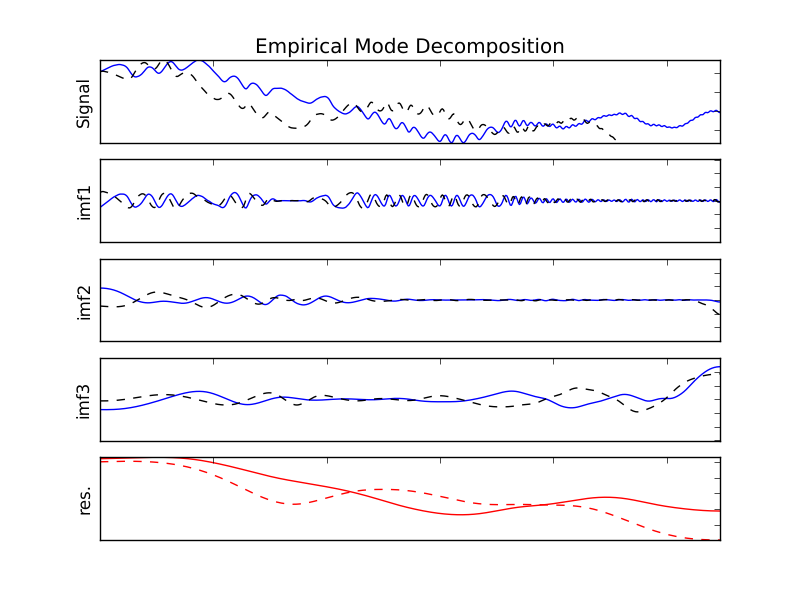 Empirical Mode Decomposition
Signal
imf1
imf2
imf3
res.